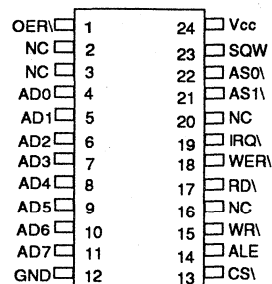 OER\ 1 24 Vcc
NC 2 23 SQW
NC 3 22 AS0\
AD0 4 21 AS1\
AD1 5 20 NC
AD2 6 19 IRQ\
AD3 7 18 WER\
AD4 8 17 RD\
AD5 9 16 NC
AD6 10 15 WR\
AD7 11 14 ALE
GND 12 13 CS\